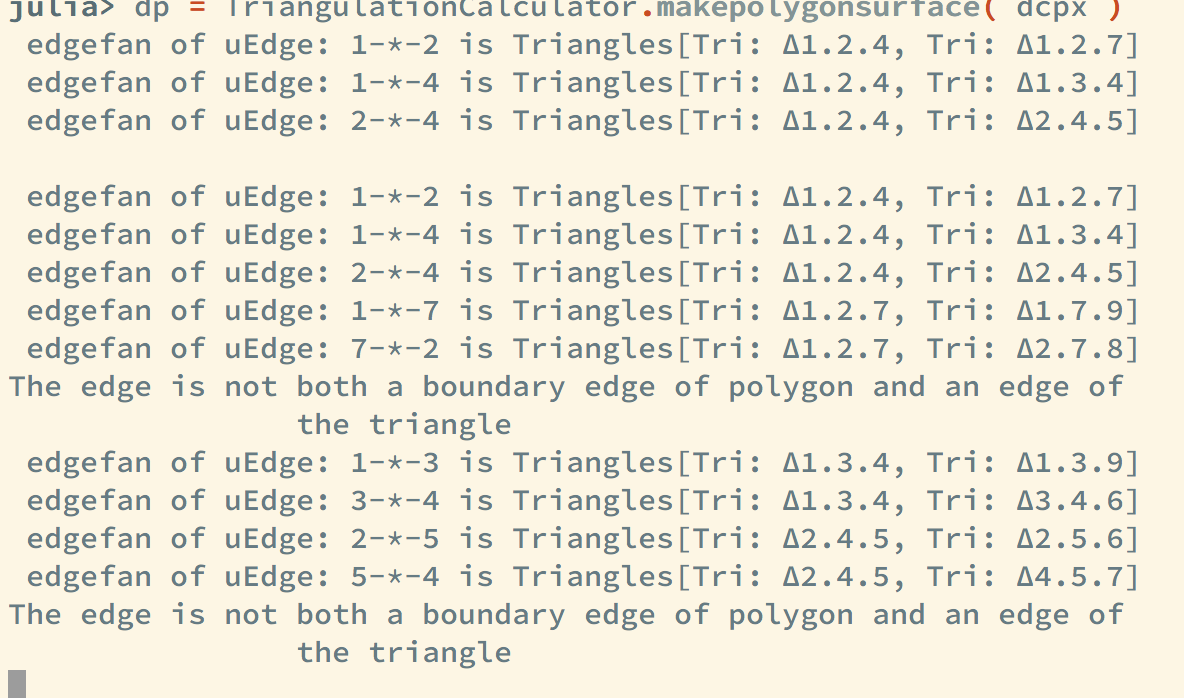 julia> dp = TriangulationCalculator.makepolygonsurface( dcpx )
edgefan of uEdge: 1-*-2 is Triangles[Tri: Δ1.2.4, Tri: Δ1.2.7]
edgefan of uEdge: 1-*-4 is Triangles[Tri: Δ1.2.4, Tri: Δ1.3.4]
edgefan of uEdge: 2-*-4 is Triangles[Tri: Δ1.2.4, Tri: Δ2.4.5]
edgefan of uEdge: 1-*-2 is Triangles[Tri: Δ1.2.4, Tri: Δ1.2.7]
edgefan of uEdge: 1-*-4 is Triangles[Tri: Δ1.2.4, Tri: Δ1.3.4]
edgefan of uEdge: 2-*-4 is Triangles[Tri: Δ1.2.4, Tri: Δ2.4.5]
edgefan of uEdge: 1-*-7 is Triangles[Tri: Δ1.2.7, Tri: Δ1.7.9]
edgefan of uEdge: 7-*-2 is Triangles[Tri: Δ1.2.7, Tri: Δ2.7.8]
The edge is not both a boundary edge of polygon and an edge of
the triangle
edgefan of uEdge: 1-*-3 is Triangles[Tri: Δ1.3.4, Tri: Δ1.3.9]
edgefan of uEdge: 3-*-4 is Triangles[Tri: Δ1.3.4, Tri: Δ3.4.6]
edgefan of uEdge: 2-*-5 is Triangles[Tri: Δ2.4.5, Tri: Δ2.5.6]
edgefan of uEdge: 5-*-4 is Triangles[Tri: Δ2.4.5, Tri: Δ4.5.7]
The edge is not both a boundary edge of polygon and an edge of
the triangle